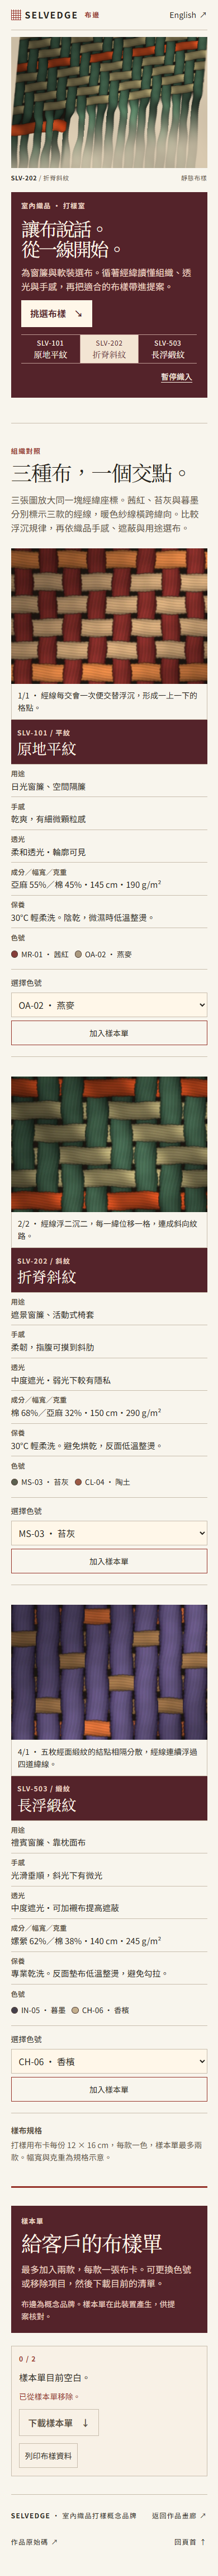 SELVEDGE 布邊 English ↗
SLV-202 / 折脊斜紋 靜態布樣
室內織品 · 打樣室
讓布說話。
從一線開始。
為窗簾與軟裝選布。循著經緯讀懂組織、透
光與手感,再把適合的布樣帶進提案。
挑選布樣 ↘
SLV-101 SLV-202 SLV-503
原地平紋 折脊斜紋 長浮緞紋
暫停織入
組織對照
三種布,一個交點。
三張圖放大同一塊經緯座標。茜紅、苔灰與暮墨
分別標示三款的經線,暖色紗線橫跨緯向。比較
浮沉規律,再依織品手感、遮蔽與用途選布。
1/1 · 經線每交會一次便交替浮沉,形成一上一下的
格點。
SLV-101 / 平紋
原地平紋
用途
日光窗簾、空間隔簾
手感
乾爽,有細微顆粒感
透光
柔和透光・輪廓可見
成分/幅寬/克重
亞麻 55%/棉 45%・145 cm・190 g/m²
保養
30°C 輕柔洗。陰乾,微濕時低溫整燙。
色號
MR-01 · 茜紅 OA-02 · 燕麥
選擇色號
OA-02 · 燕麥
加入樣本單
2/2 · 經線浮二沉二,每一緯位移一格,連成斜向紋
路。
SLV-202 / 斜紋
折脊斜紋
用途
遮景窗簾、活動式椅套
手感
柔韌,指腹可摸到斜肋
透光
中度遮光・弱光下較有隱私
成分/幅寬/克重
棉 68%/亞麻 32%・150 cm・290 g/m²
保養
30°C 輕柔洗。避免烘乾,反面低溫整燙。
色號
MS-03 · 苔灰 CL-04 · 陶土
選擇色號
MS-03 · 苔灰
加入樣本單
4/1 · 五枚經面緞紋的結點相隔分散,經線連續浮過
四道緯線。
SLV-503 / 緞紋
長浮緞紋
用途
禮賓窗簾、靠枕面布
手感
光滑垂順,斜光下有微光
透光
中度遮光・可加襯布提高遮蔽
成分/幅寬/克重
嫘縈 62%/棉 38%・140 cm・245 g/m²
保養
專業乾洗。反面墊布低溫整燙,避免勾拉。
色號
IN-05 · 暮墨 CH-06 · 香檳
選擇色號
CH-06 · 香檳
加入樣本單
樣布規格
打樣用布卡每份 12 × 16 cm,每款一色,樣本單最多兩
款。幅寬與克重為規格示意。
樣本單
給客戶的布樣單
最多加入兩款,每款一張布卡。可更換色號
或移除項目,然後下載目前的清單。
布邊為概念品牌。樣本單在此裝置產生,供提
案核對。
0 / 2
樣本單目前空白。
已從樣本單移除。
下載樣本單 ↓
列印布樣資料
SELVEDGE · 室內織品打樣概念品牌 返回作品畫廊 ↗
作品原始碼 ↗ 回頁首 ↑